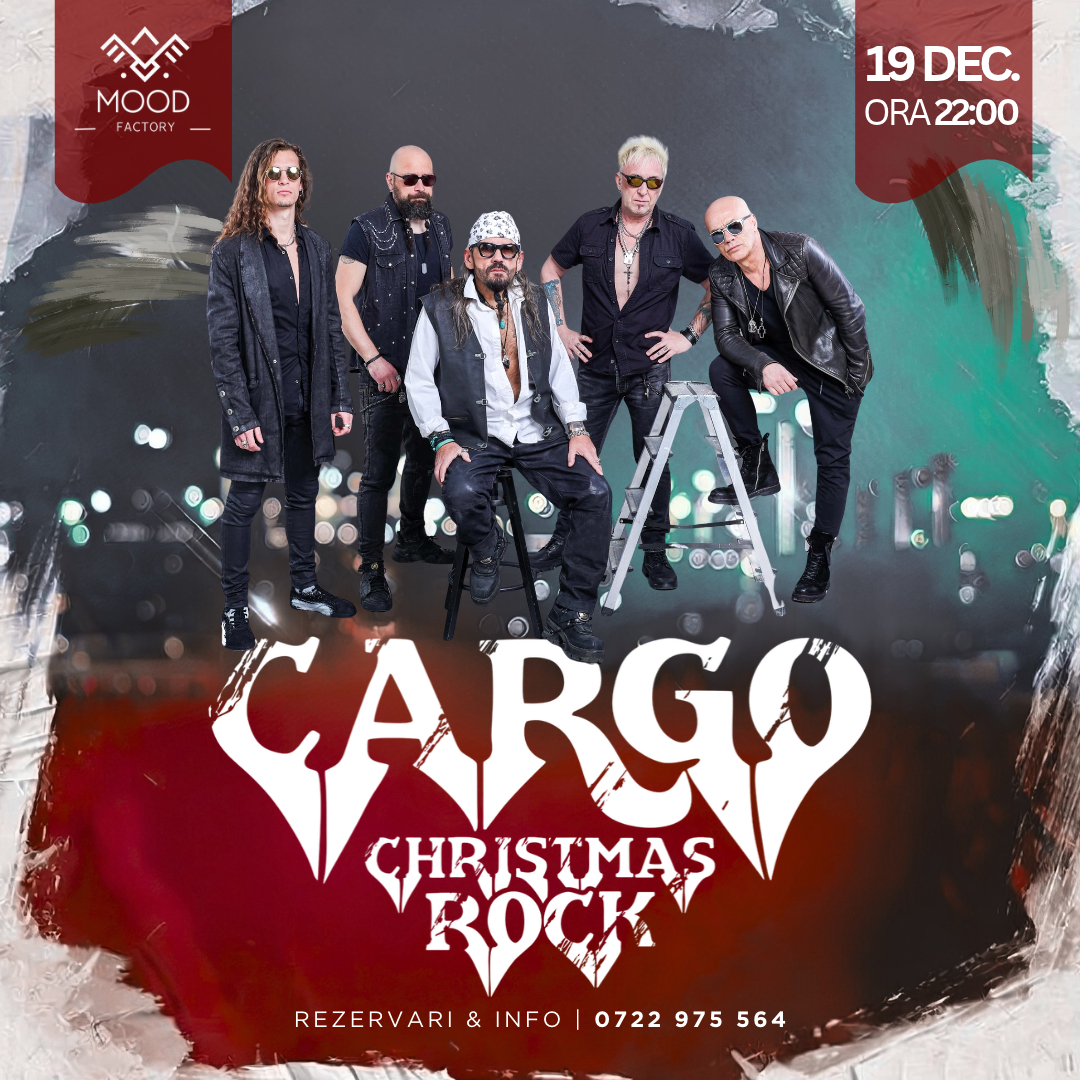 MOOD
FACTORY
19 DEC.
ORA 22:00
CARGO
CHRISTMAS
ROCK
REZERVARI & INFO | 0722 975 564